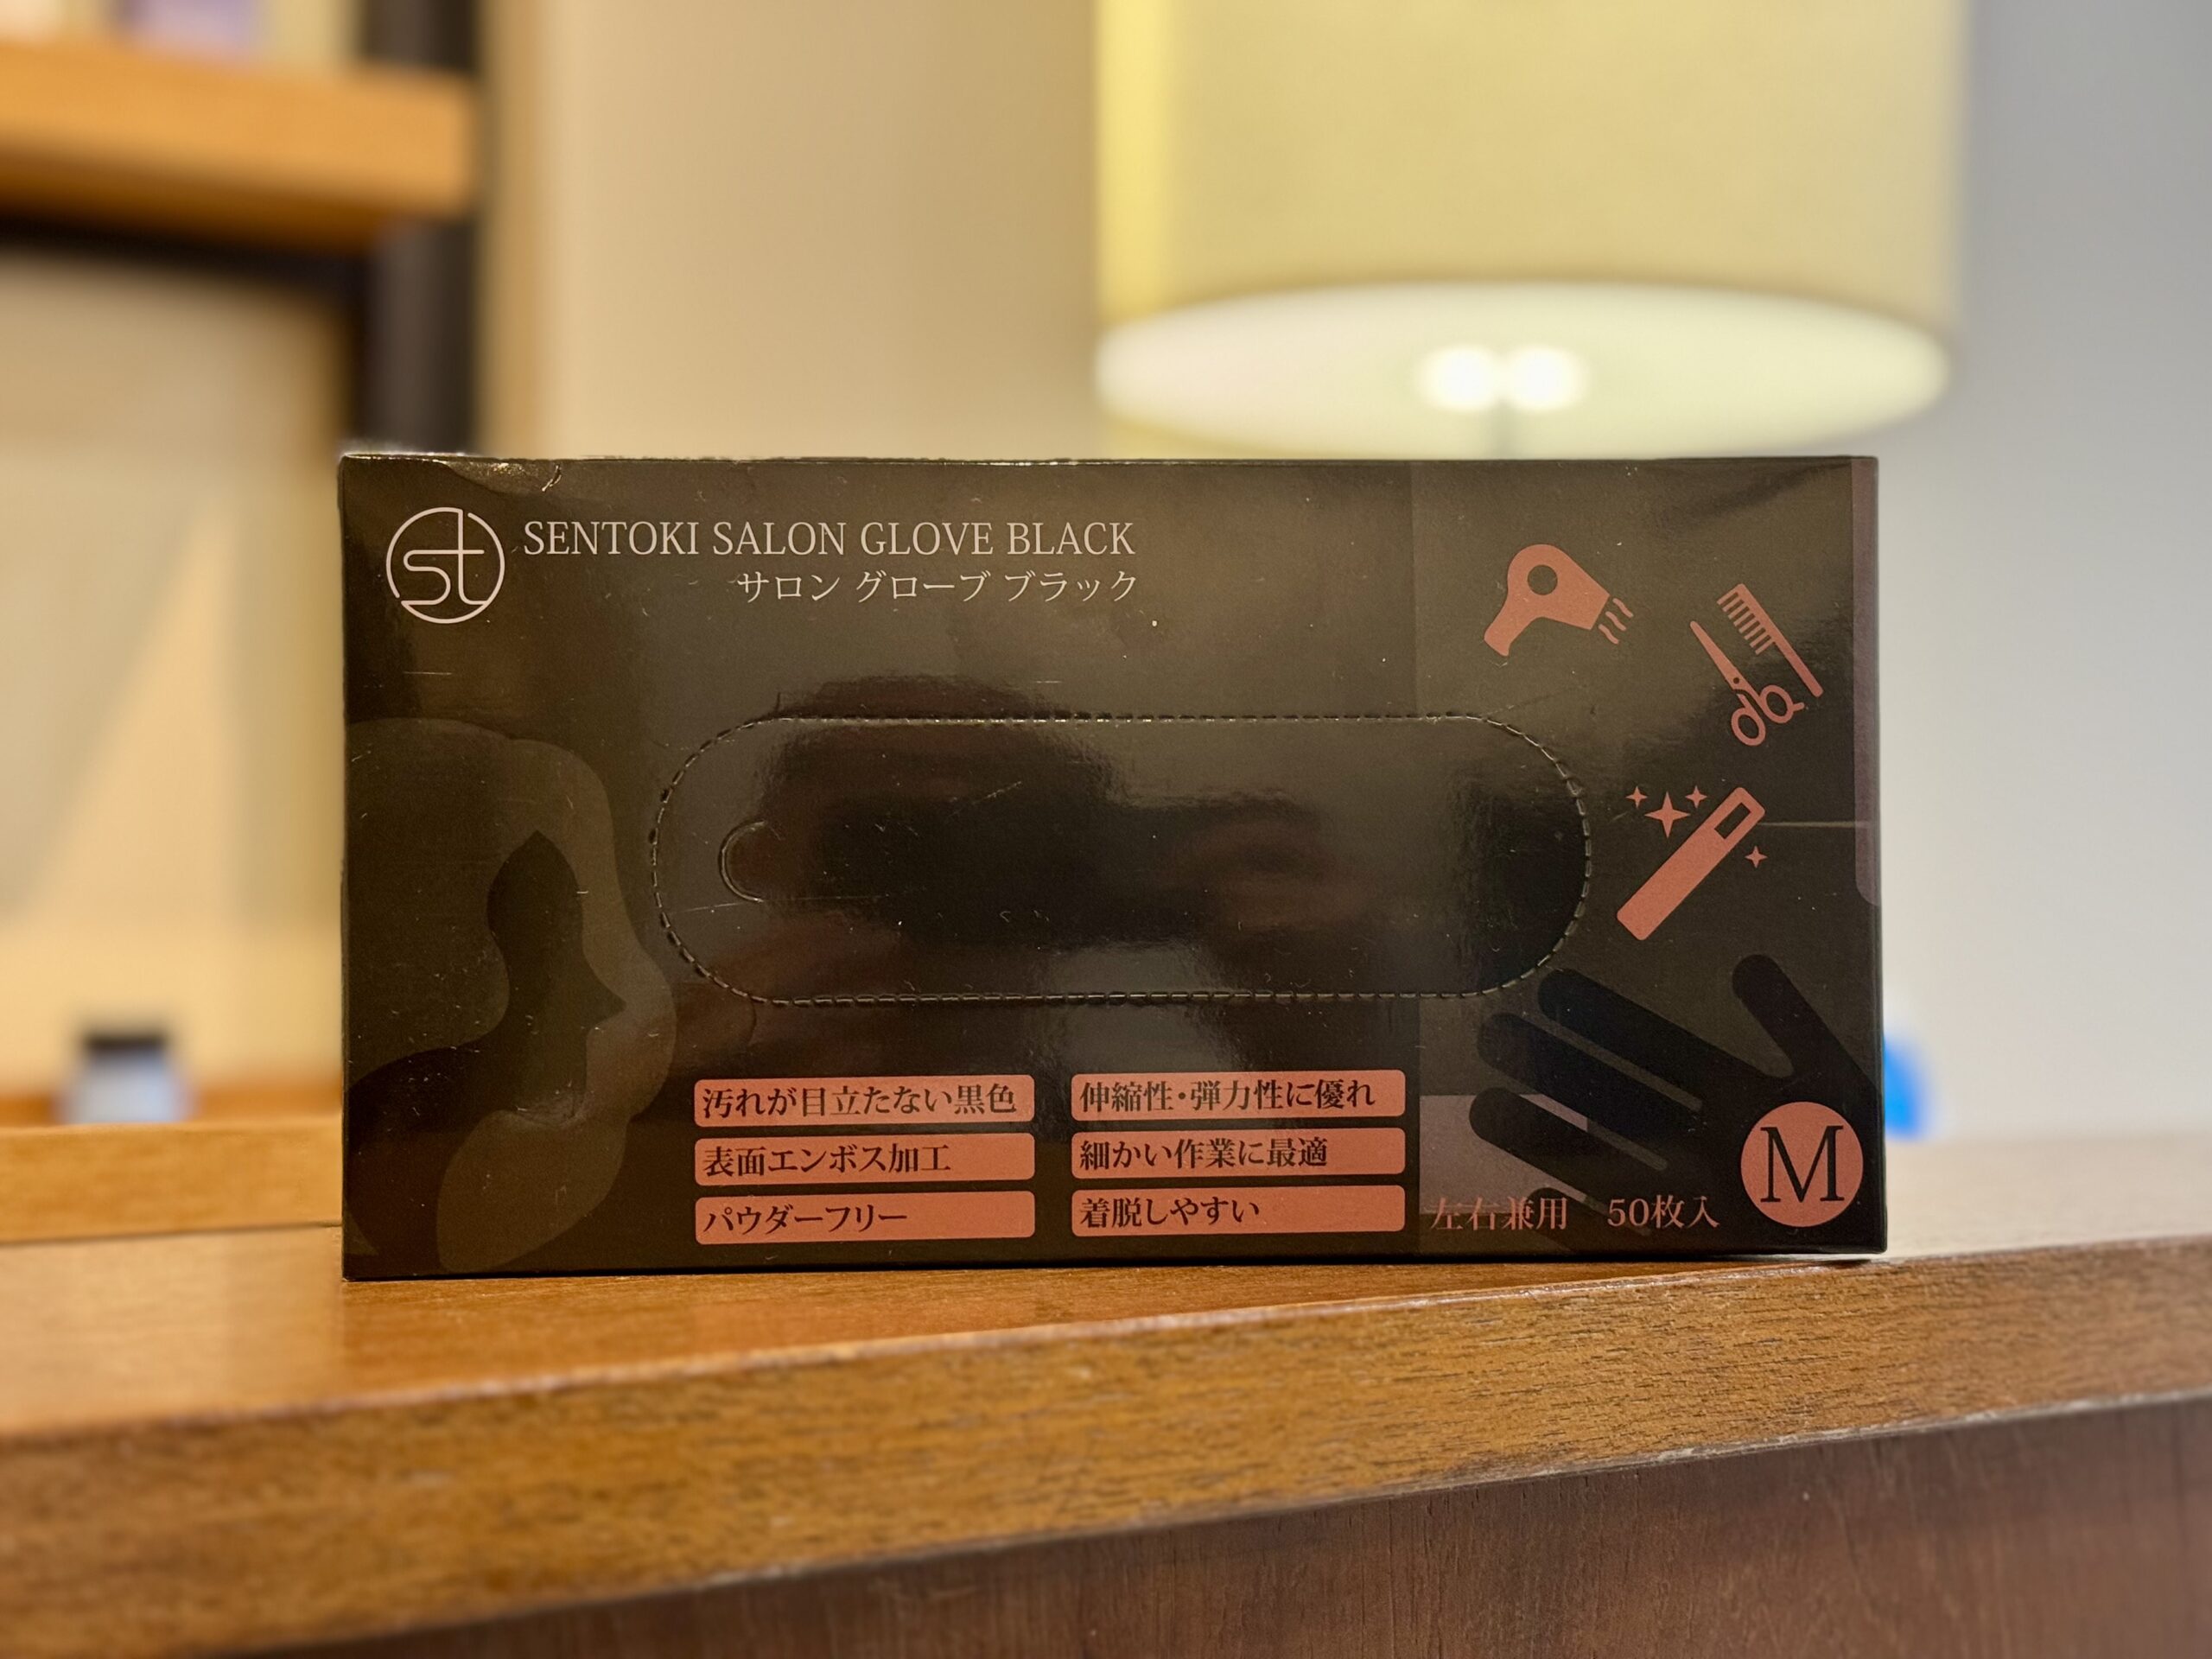 st
SENTOKI SALON GLOVE BLACK
サロン グローブ ブラック
汚れが目立たない黒色
表面エンボス加工
パウダーフリー
伸縮性・弾力性に優れ
細かい作業に最適
着脱しやすい
左右兼用 50枚入
M